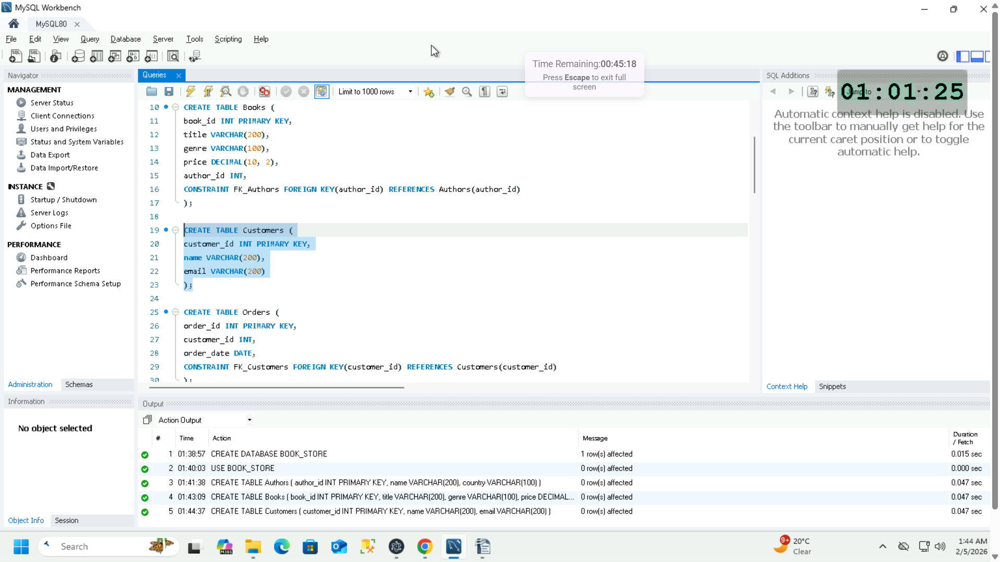 MySQL Workbench
MySQL80
File Edit View Query Database Server Tools Scripting Help
Time Remaining:00:45:18
Press Escape to exit full
screen
Navigator
MANAGEMENT
Server Status
Client Connections
Users and Privileges
Status and System Variables
Data Export
Data Import/Restore
INSTANCE
Startup / Shutdown
Server Logs
Options File
PERFORMANCE
Dashboard
Performance Reports
Performance Schema Setup
Administration Schemas
Information
No object selected
Object Info Session
Queries
Limit to 1000 rows
10 CREATE TABLE Books (
11 book_id INT PRIMARY KEY,
12 title VARCHAR(200),
13 genre VARCHAR(100),
14 price DECIMAL(10, 2),
15 author_id INT,
16 CONSTRAINT FK_Authors FOREIGN KEY(author_id) REFERENCES Authors(author_id)
17 );
18
19 CREATE TABLE Customers (
20 customer_id INT PRIMARY KEY,
21 name VARCHAR(200),
22 email VARCHAR(200)
23 );
24
25 CREATE TABLE Orders (
26 order_id INT PRIMARY KEY,
27 customer_id INT,
28 order_date DATE,
29 CONSTRAINT FK_Customers FOREIGN KEY(customer_id) REFERENCES Customers(customer_id)
30 );
SQL Additions
Jump to
01:01:25
Automatic context help is disabled. Use
the toolbar to manually get help for the
current caret position or to toggle
automatic help.
Context Help Snippets
Output
Action Output
# Time Action Message Duration / Fetch
1 01:38:57 CREATE DATABASE BOOK_STORE 1 row(s) affected 0.015 sec
2 01:40:03 USE BOOK_STORE 0 row(s) affected 0.000 sec
3 01:41:38 CREATE TABLE Authors ( author_id INT PRIMARY KEY, name VARCHAR(200), country VARCHAR(100) ) 0 row(s) affected 0.047 sec
4 01:43:09 CREATE TABLE Books ( book_id INT PRIMARY KEY, title VARCHAR(200), genre VARCHAR(100), price DECIMAL... 0 row(s) affected 0.047 sec
5 01:44:37 CREATE TABLE Customers ( customer_id INT PRIMARY KEY, name VARCHAR(200), email VARCHAR(200) ) 0 row(s) affected 0.047 sec
Search
M365
9+
20°C
Clear
1:44 AM
2/5/2026